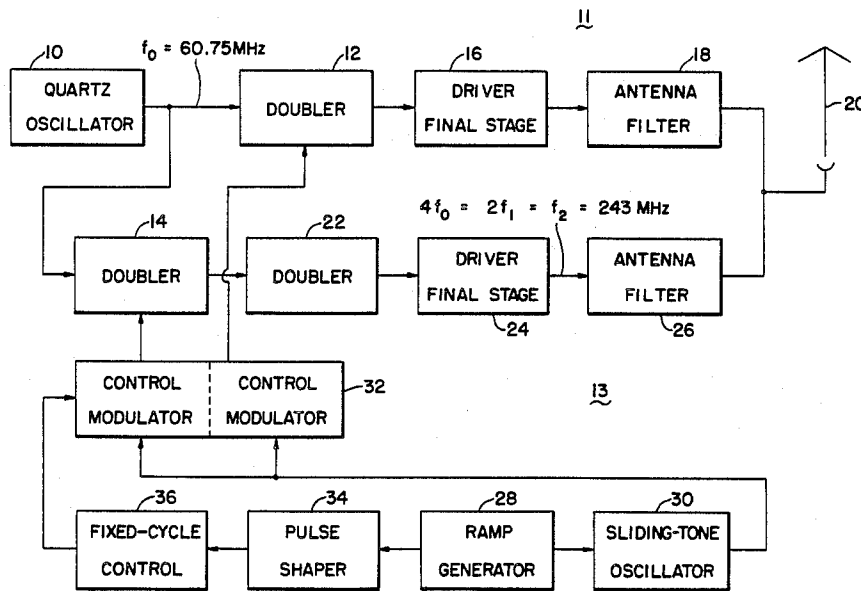 11
10
f₀ = 60.75MHz
12
16
18
QUARTZ
OSCILLATOR
DOUBLER
DRIVER
FINAL STAGE
ANTENNA
FILTER
20
4f₀ = 2f₁ = f₂ = 243 MHz
14
22
DOUBLER
DOUBLER
DRIVER
FINAL STAGE
ANTENNA
FILTER
24
26
CONTROL
MODULATOR
CONTROL
MODULATOR
32
13
36
34
28
30
FIXED-CYCLE
CONTROL
PULSE
SHAPER
RAMP
GENERATOR
SLIDING-TONE
OSCILLATOR